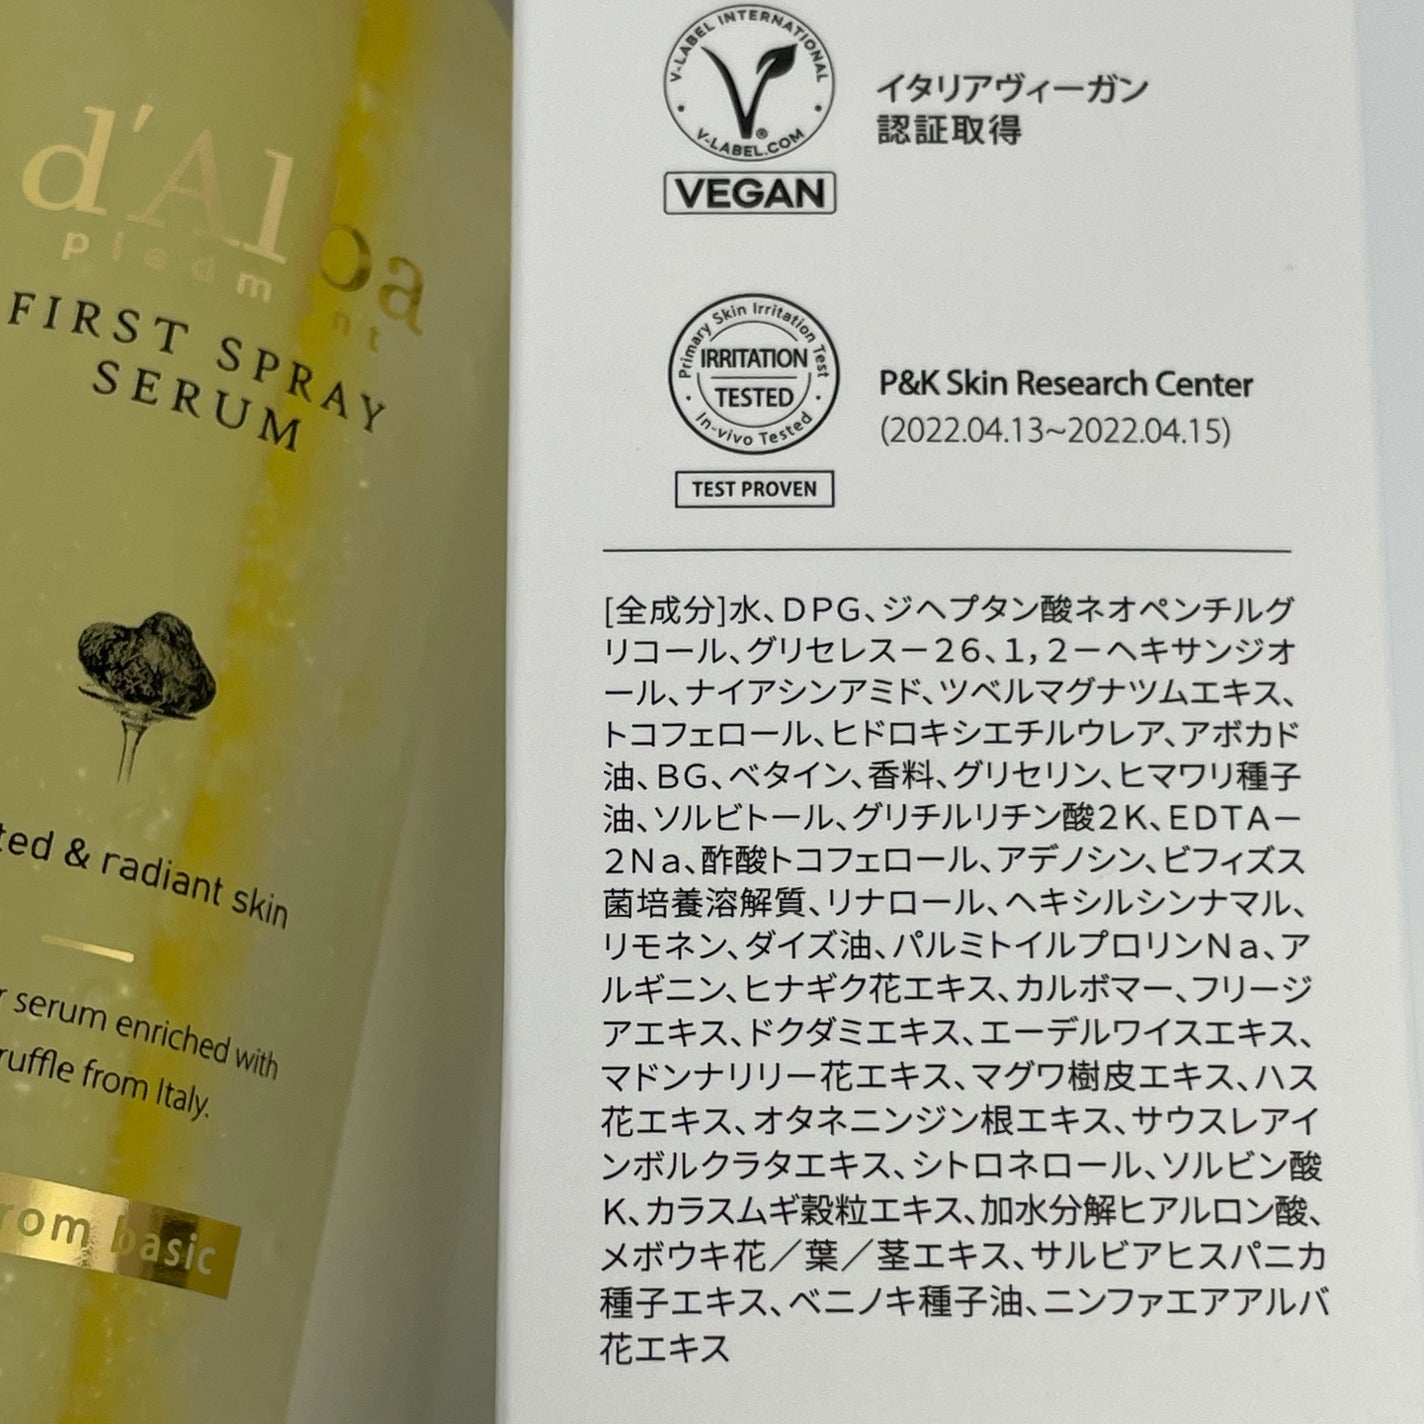 d'Alba
piedmont
FIRST SPRAY
SERUM
& radiant skin
serum enriched with
from Italy.
basic
V-LABEL INTERNATIONAL
V-LABEL.COM
VEGAN
イタリアヴィーガン
認証取得
Primary Skin Irritation Test
IRRITATION
TESTED
In-vivo Tested
TEST PROVEN
P&K Skin Research Center
(2022.04.13~2022.04.15)
[全成分]水、DPG、ジヘプタン酸ネオペンチルグ
リコール、グリセレス－26、1，2－ヘキサンジオ
ール、ナイアシンアミド、ツベルマグナツムエキス、
トコフェロール、ヒドロキシエチルウレア、アボカド
油、BG、ベタイン、香料、グリセリン、ヒマワリ種子
油、ソルビトール、グリチルリチン酸2K、EDTA－
2Na、酢酸トコフェロール、アデノシン、ビフィズス
菌培養溶解質、リナロール、ヘキシルシンナマル、
リモネン、ダイズ油、パルミトイルプロリンNa、ア
ルギニン、ヒナギク花エキス、カルボマー、フリージ
アエキス、ドクダミエキス、エーデルワイスエキス、
マドンナリリー花エキス、マグワ樹皮エキス、ハス
花エキス、オタネニンジン根エキス、サウスレアイ
ンボルクラタエキス、シトロネロール、ソルビン酸
K、カラスムギ穀粒エキス、加水分解ヒアルロン酸、
メボウキ花／葉／茎エキス、サルビアヒスパニカ
種子エキス、ベニノキ種子油、ニンファエアアルバ
花エキス